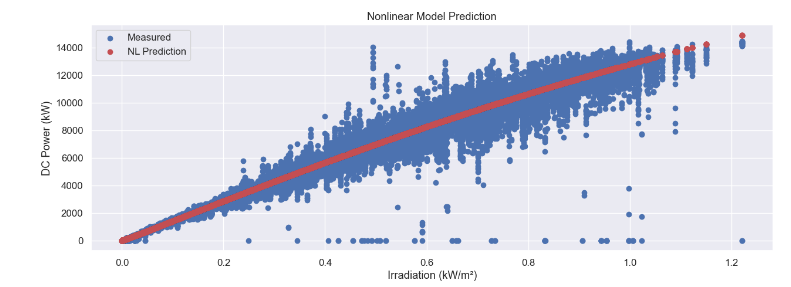 Nonlinear Model Prediction
Measured
NL Prediction
DC Power (kW)
14000
12000
10000
8000
6000
4000
2000
0
0.0 0.2 0.4 0.6 0.8 1.0 1.2
Irradiation (kW/m²)